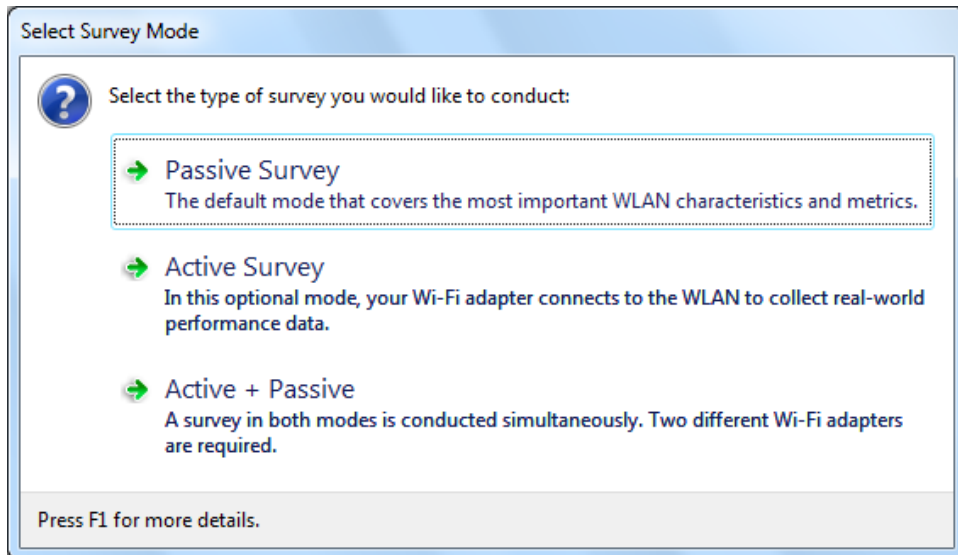 Select Survey Mode
Select the type of survey you would like to conduct:
Passive Survey
The default mode that covers the most important WLAN characteristics and metrics.
Active Survey
In this optional mode, your Wi-Fi adapter connects to the WLAN to collect real-world
performance data.
Active + Passive
A survey in both modes is conducted simultaneously. Two different Wi-Fi adapters
are required.
Press F1 for more details.